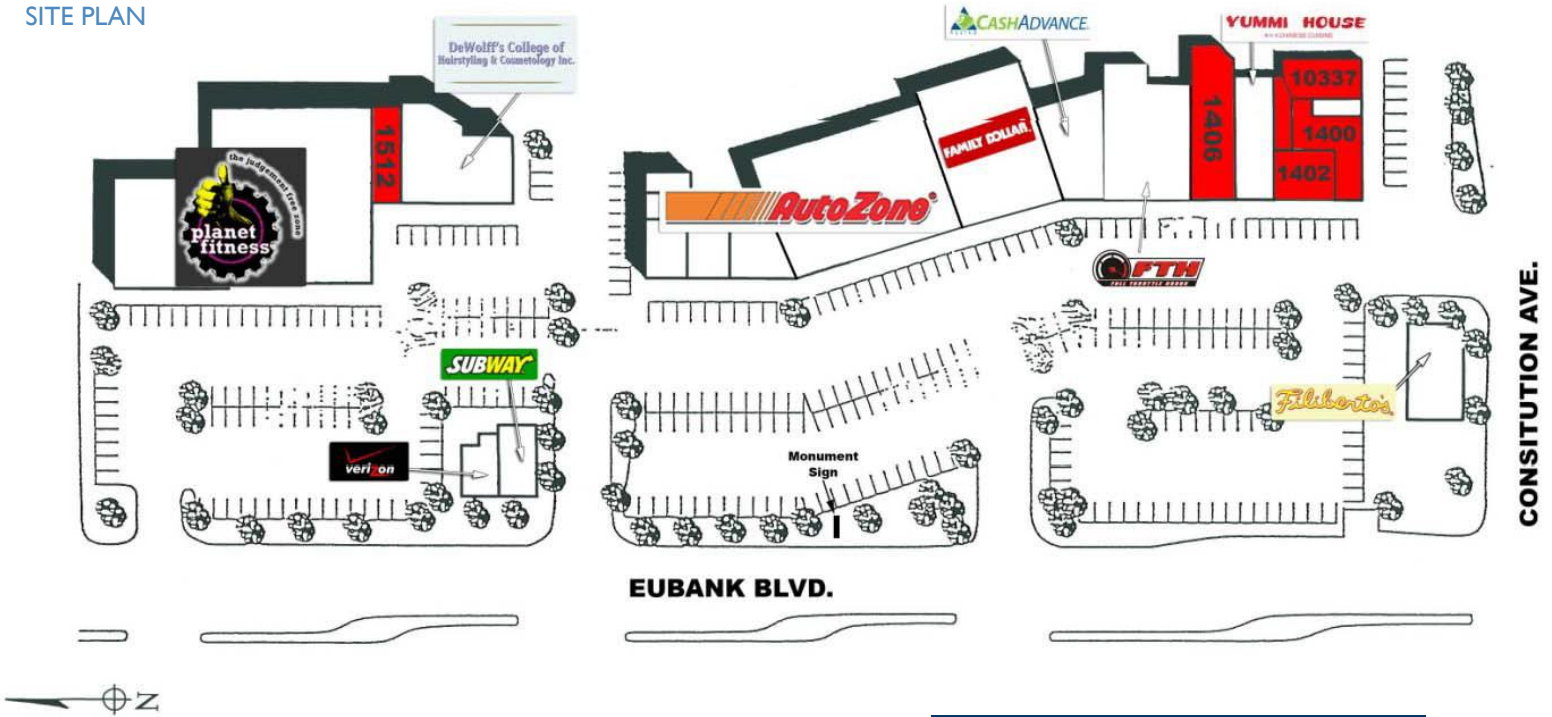 SITE PLAN
DeWolff's College of
Hairstyling & Cosmetology Inc.
CASHADVANCE
YUMMI HOUSE
10337
1400
1402
1406
1512
FAMILY DOLLAR
AutoZone
the judgement free zone
planet
fitness
FTH
FULL THROTTLE HOOKA
SUBWAY
verizon
Filiberto's
Monument
Sign
EUBANK BLVD.
CONSITUTION AVE.
N